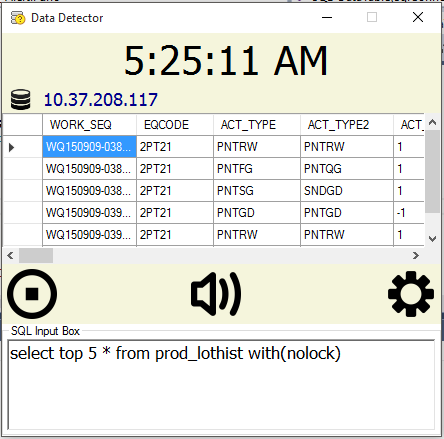 Data Detector
5:25:11 AM
10.37.208.117
WORK_SEQ EQCODE ACT_TYPE ACT_TYPE2 ACT_
WQ150909-038... 2PT21 PNTRW PNTRW 1
WQ150909-038... 2PT21 PNTFG PNTQG 1
WQ150909-038... 2PT21 PNTSG SNDGD 1
WQ150909-039... 2PT21 PNTGD PNTGD -1
WQ150909-039... 2PT21 PNTRW PNTRW 1
SQL Input Box
select top 5 * from prod_lothist with(nolock)